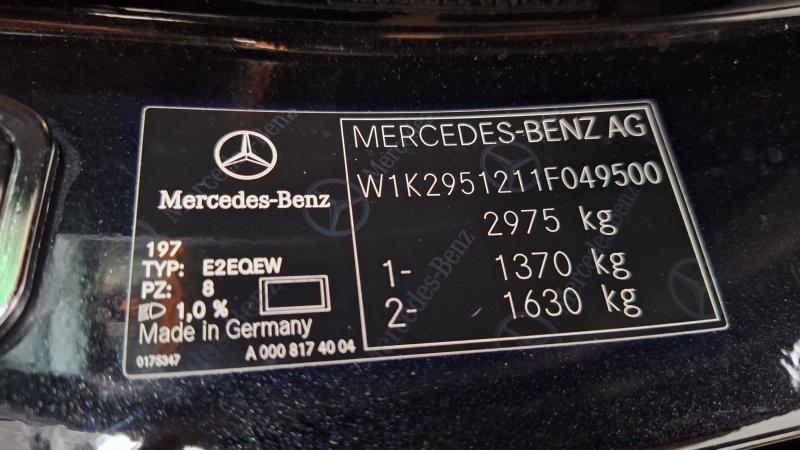 Mercedes-Benz
197
TYP: E2EQEW
PZ: 8
1,0 %
Made in Germany
0175347
A 000 817 40 04
MERCEDES-BENZ AG
W1K2951211F049500
2975 kg
1- 1370 kg
2- 1630 kg